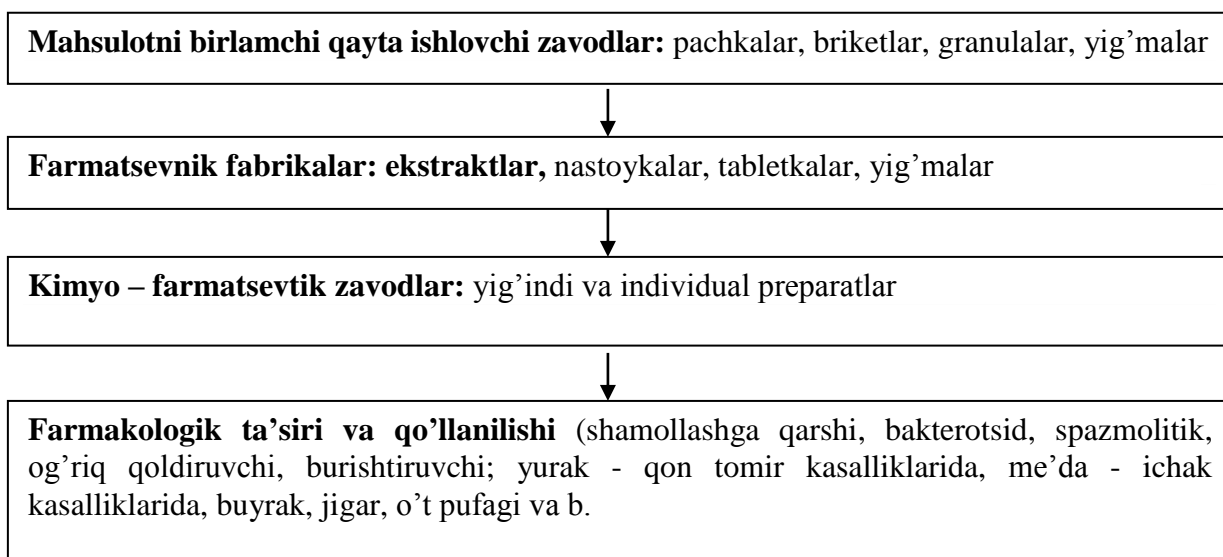 Mahsulotni birlamchi qayta ishlovchi zavodlar: pachkalar, briketlar, granulalar, yig’malar
Farmatsevnik fabrikalar: ekstraktlar, nastoykalar, tabletkalar, yig’malar
Kimyo – farmatsevtik zavodlar: yig’indi va individual preparatlar
Farmakologik ta’siri va qo’llanilishi (shamollashga qarshi, bakterotsid, spazmolitik,
og’riq qoldiruvchi, burishtiruvchi; yurak - qon tomir kasalliklarida, me’da - ichak
kasalliklarida, buyrak, jigar, o’t pufagi va b.